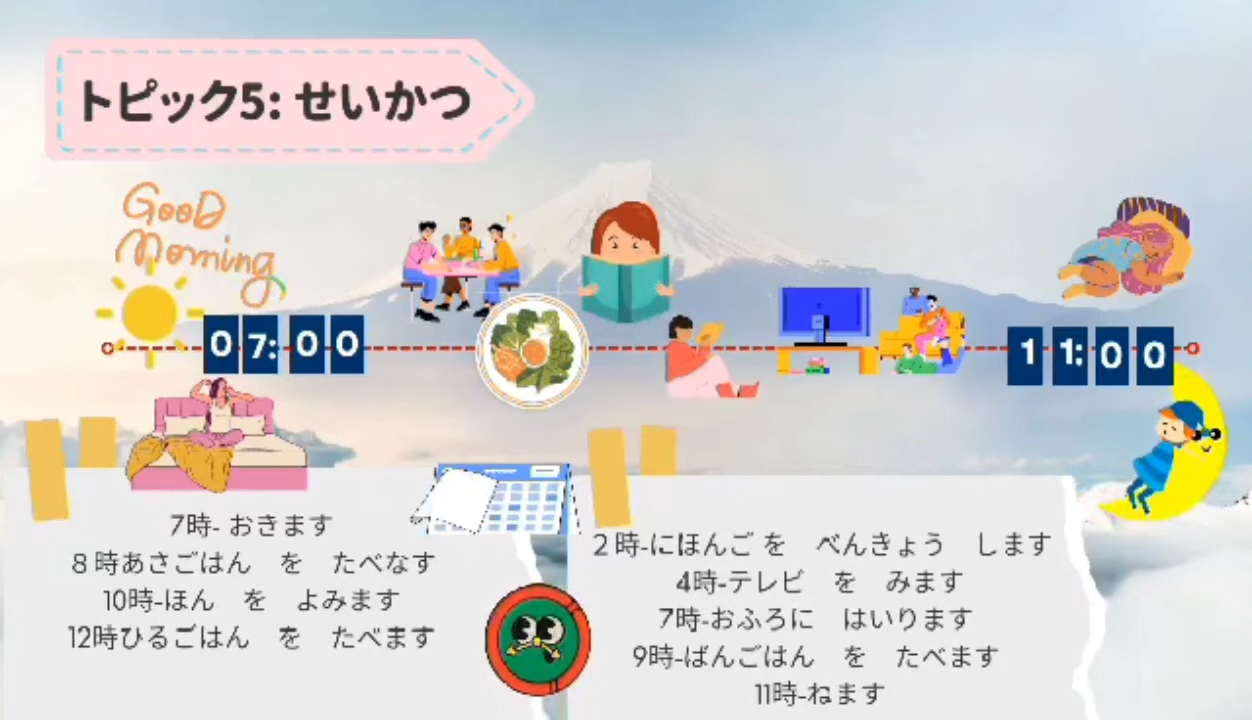 トピック5: せいかつ
GOOD
morning
07:00
11:00
7時- おきます
8時あさごはん　を　たべなす
10時-ほん　を　よみます
12時ひるごはん　を　たべます
2時-にほんご を　べんきょう　します
4時-テレビ　を　みます
7時-おふろに　はいります
9時-ばんごはん　を　たべます
11時-ねます